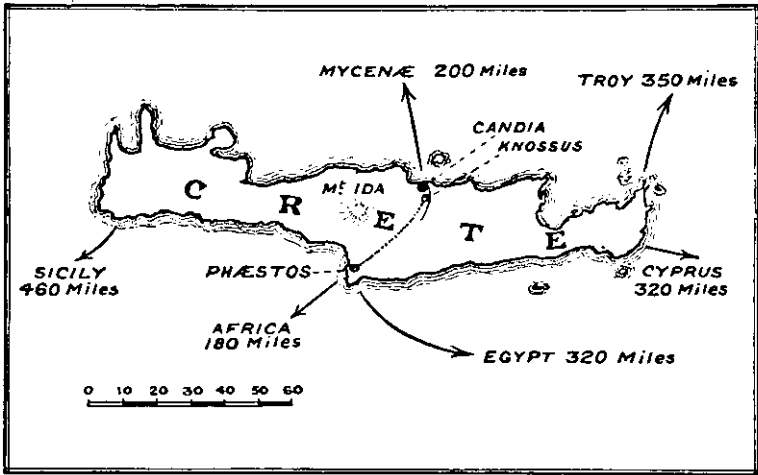 MYCENÆ 200 Miles
TROY 350 Miles
CANDIA
KNOSSUS
Mt IDA
C R E T E
PHÆSTOS
SICILY
460 Miles
CYPRUS
320 Miles
AFRICA
180 Miles
EGYPT 320 Miles
0 10 20 30 40 50 60